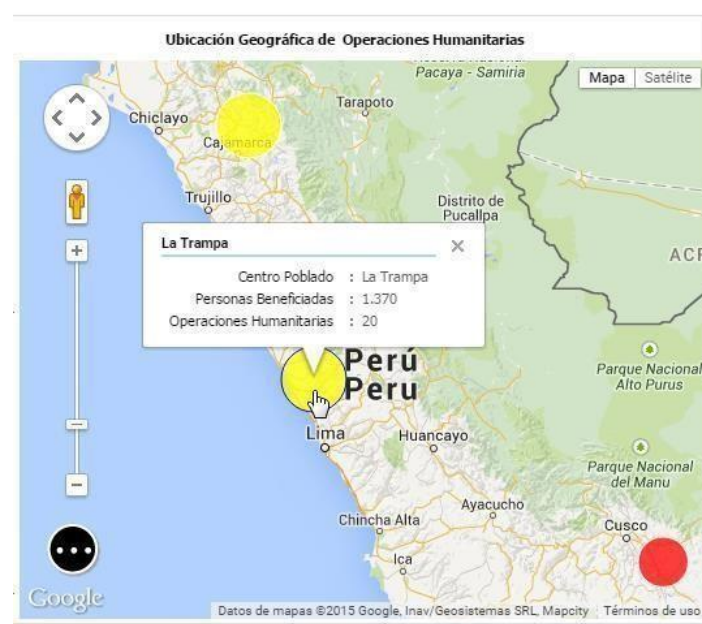 Ubicación Geográfica de Operaciones Humanitarias
Pacaya - Samiria
Mapa Satélite
Tarapoto
Chiclayo
Cajamarca
Trujillo
Distrito de
Pucallpa
La Trampa
ACR
Centro Poblado : La Trampa
Personas Beneficiadas : 1.370
Operaciones Humanitarias : 20
Perú
Peru
Parque Nacional
Alto Purus
Lima
Huancayo
Parque Nacional
del Manu
Ayacucho
Chincha Alta
Cusco
Ica
Google
Datos de mapas ©2015 Google, Inav/Geosistemas SRL, Mapcity Términos de uso